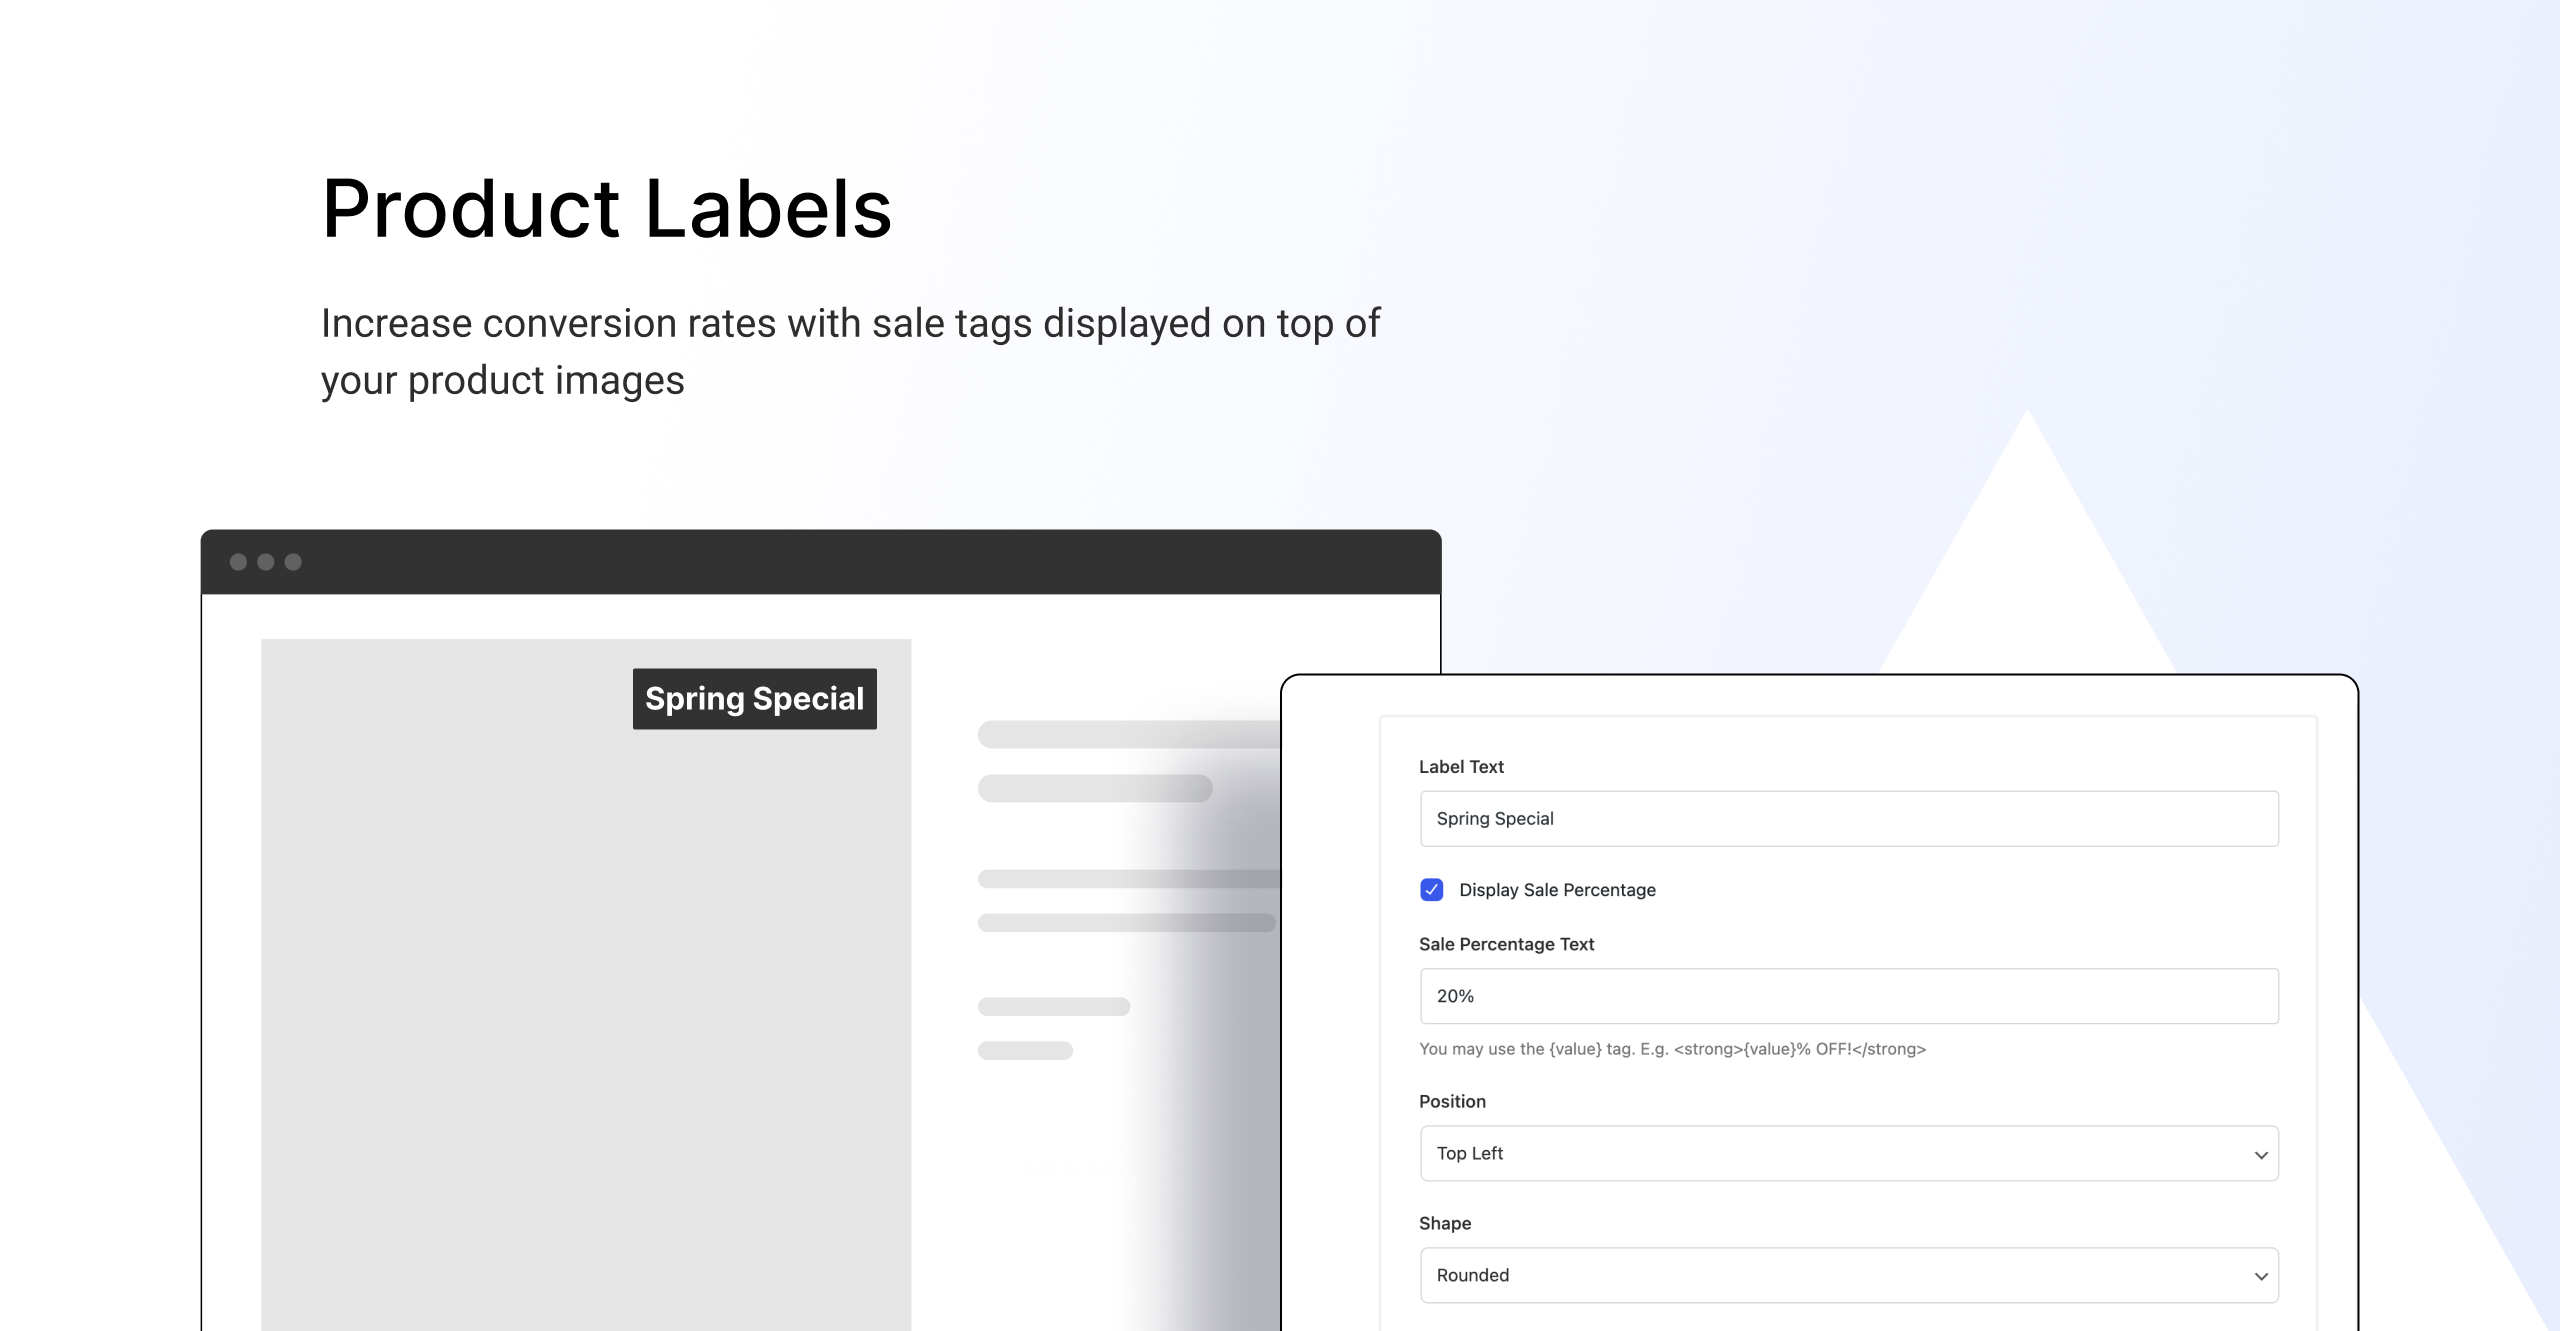 Product Labels
Increase conversion rates with sale tags displayed on top of
your product images
Spring Special
Label Text
Spring Special
Display Sale Percentage
Sale Percentage Text
20%
You may use the {value} tag. E.g. <strong>{value}% OFF!</strong>
Position
Top Left
Shape
Rounded